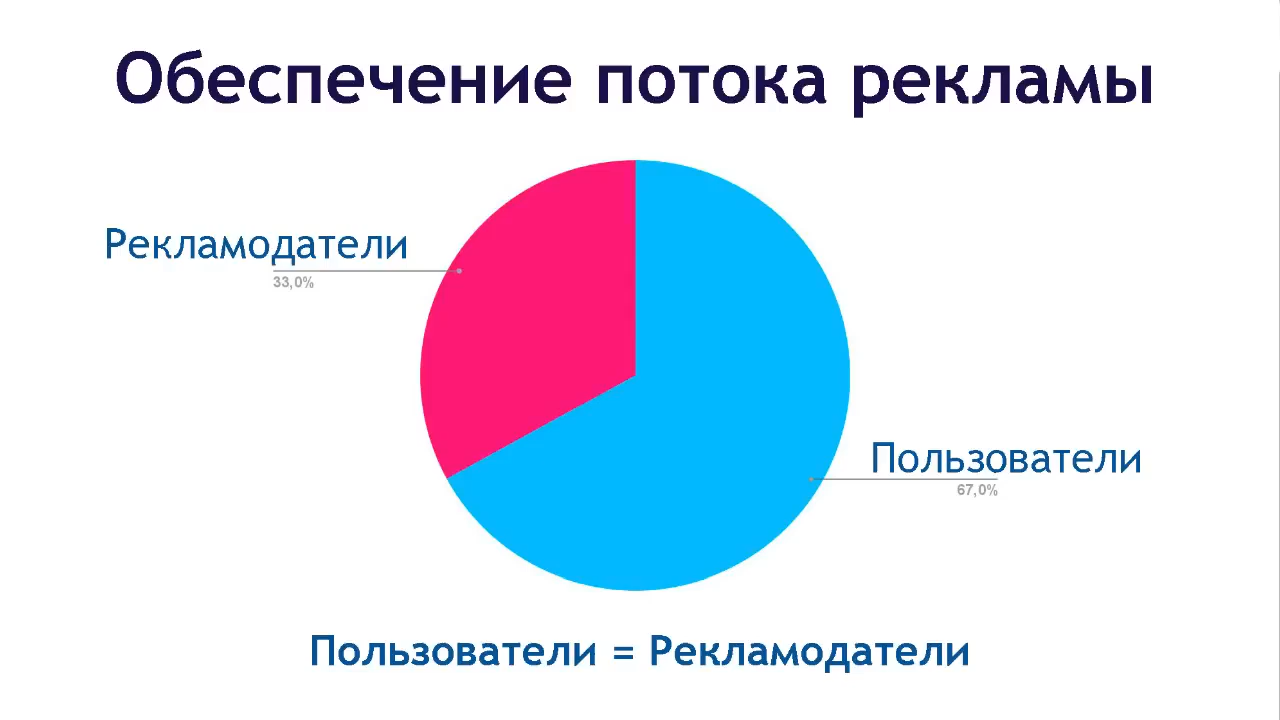 Обеспечение потока рекламы
Рекламодатели
33,0%
Пользователи
67,0%
Пользователи = Рекламодатели